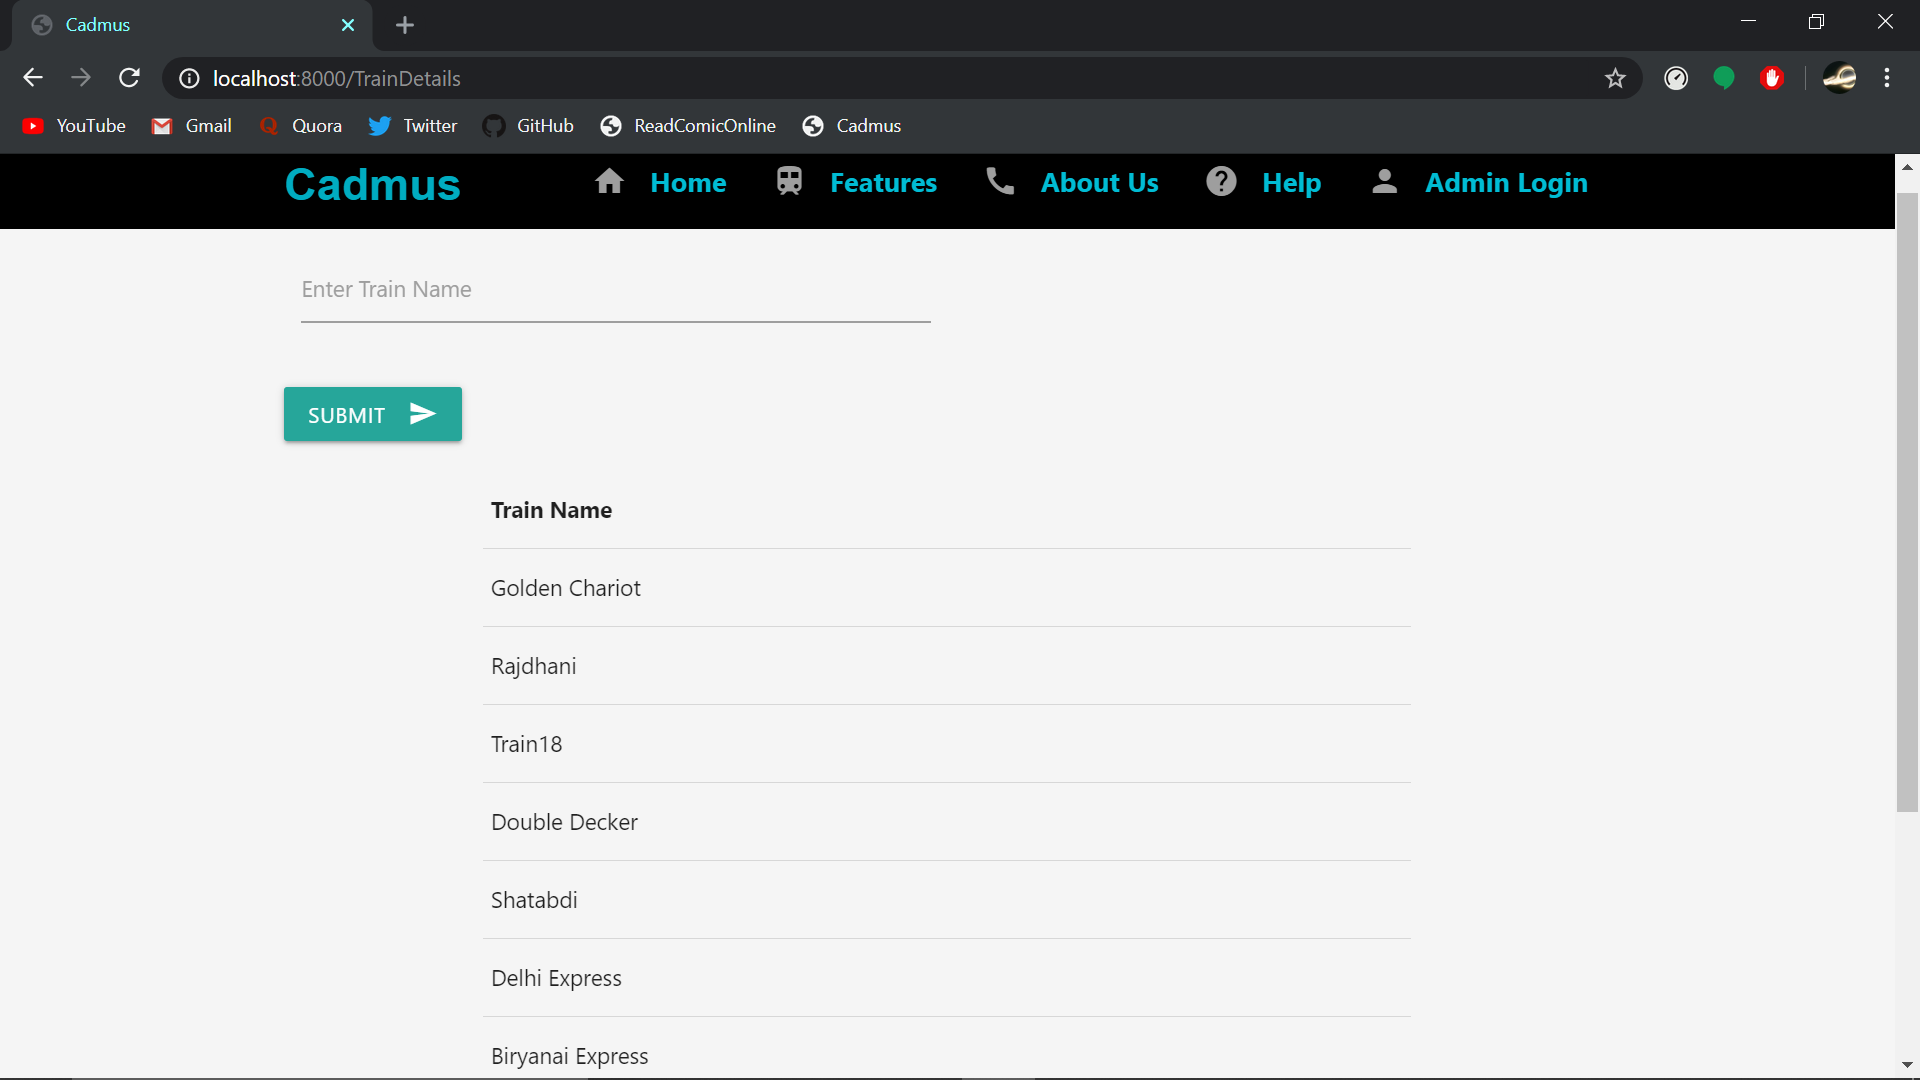 Cadmus
localhost:8000/TrainDetails
YouTube Gmail Quora Twitter GitHub ReadComicOnline Cadmus
Cadmus Home Features About Us Help Admin Login
Enter Train Name
SUBMIT
Train Name
Golden Chariot
Rajdhani
Train18
Double Decker
Shatabdi
Delhi Express
Biryanai Express